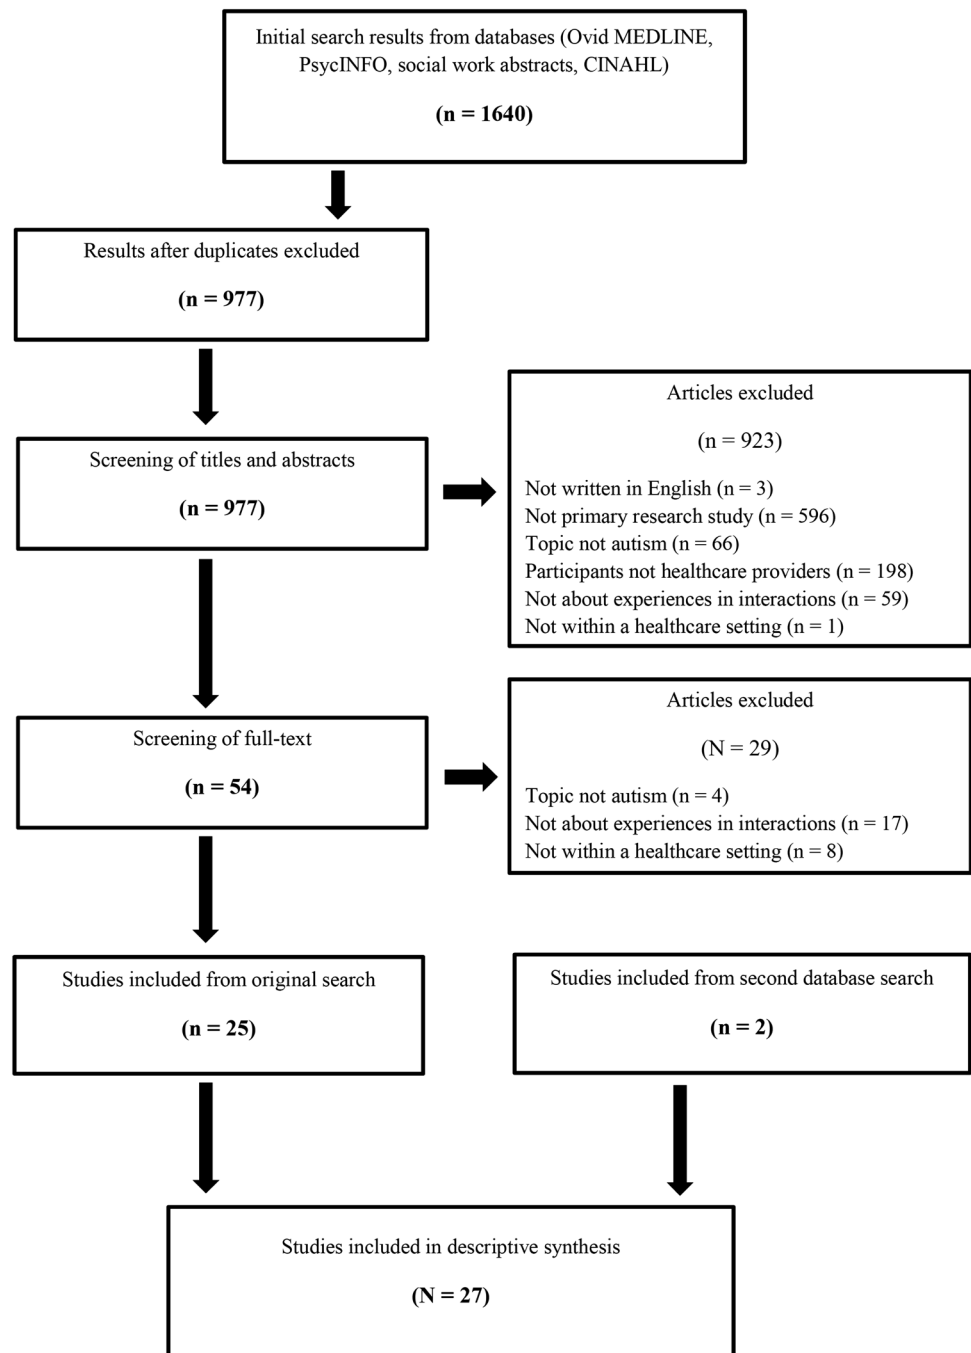 Initial search results from databases (Ovid MEDLINE,
PsycINFO, social work abstracts, CINAHL)
(n = 1640)
Results after duplicates excluded
(n = 977)
Screening of titles and abstracts
(n = 977)
Articles excluded
(n = 923)
Not written in English (n = 3)
Not primary research study (n = 596)
Topic not autism (n = 66)
Participants not healthcare providers (n = 198)
Not about experiences in interactions (n = 59)
Not within a healthcare setting (n = 1)
Screening of full-text
(n = 54)
Articles excluded
(N = 29)
Topic not autism (n = 4)
Not about experiences in interactions (n = 17)
Not within a healthcare setting (n = 8)
Studies included from original search
(n = 25)
Studies included from second database search
(n = 2)
Studies included in descriptive synthesis
(N = 27)